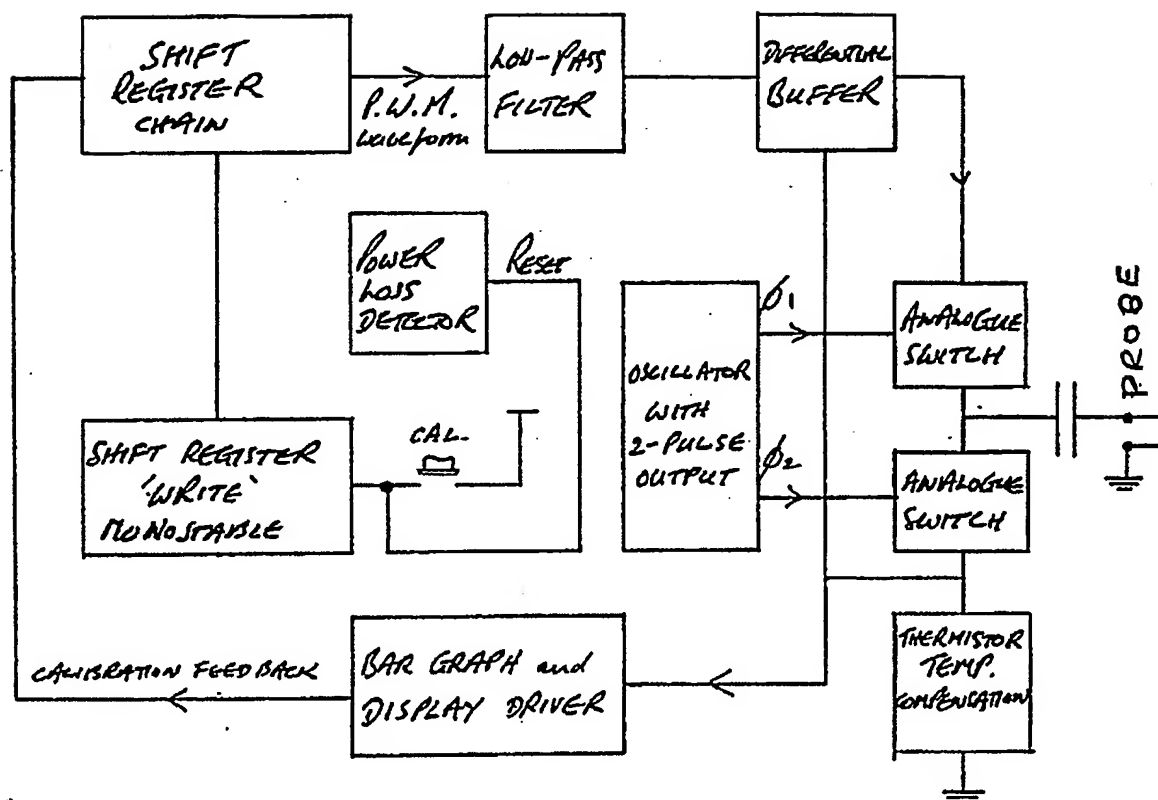 SHIFT
REGISTER
CHAIN
P.W.M.
waveform
LOW-PASS
FILTER
DIFFERENTIAL
BUFFER
POWER
LOSS
DETECTOR
RESET
OSCILLATOR
WITH
2-PULSE
OUTPUT
ϕ1
ϕ2
ANALOGUE
SWITCH
PROBE
ANALOGUE
SWITCH
SHIFT REGISTER
'WRITE'
MONOSTABLE
CAL.
CALIBRATION FEEDBACK
BAR GRAPH and
DISPLAY DRIVER
THERMISTOR
TEMP.
COMPENSATION